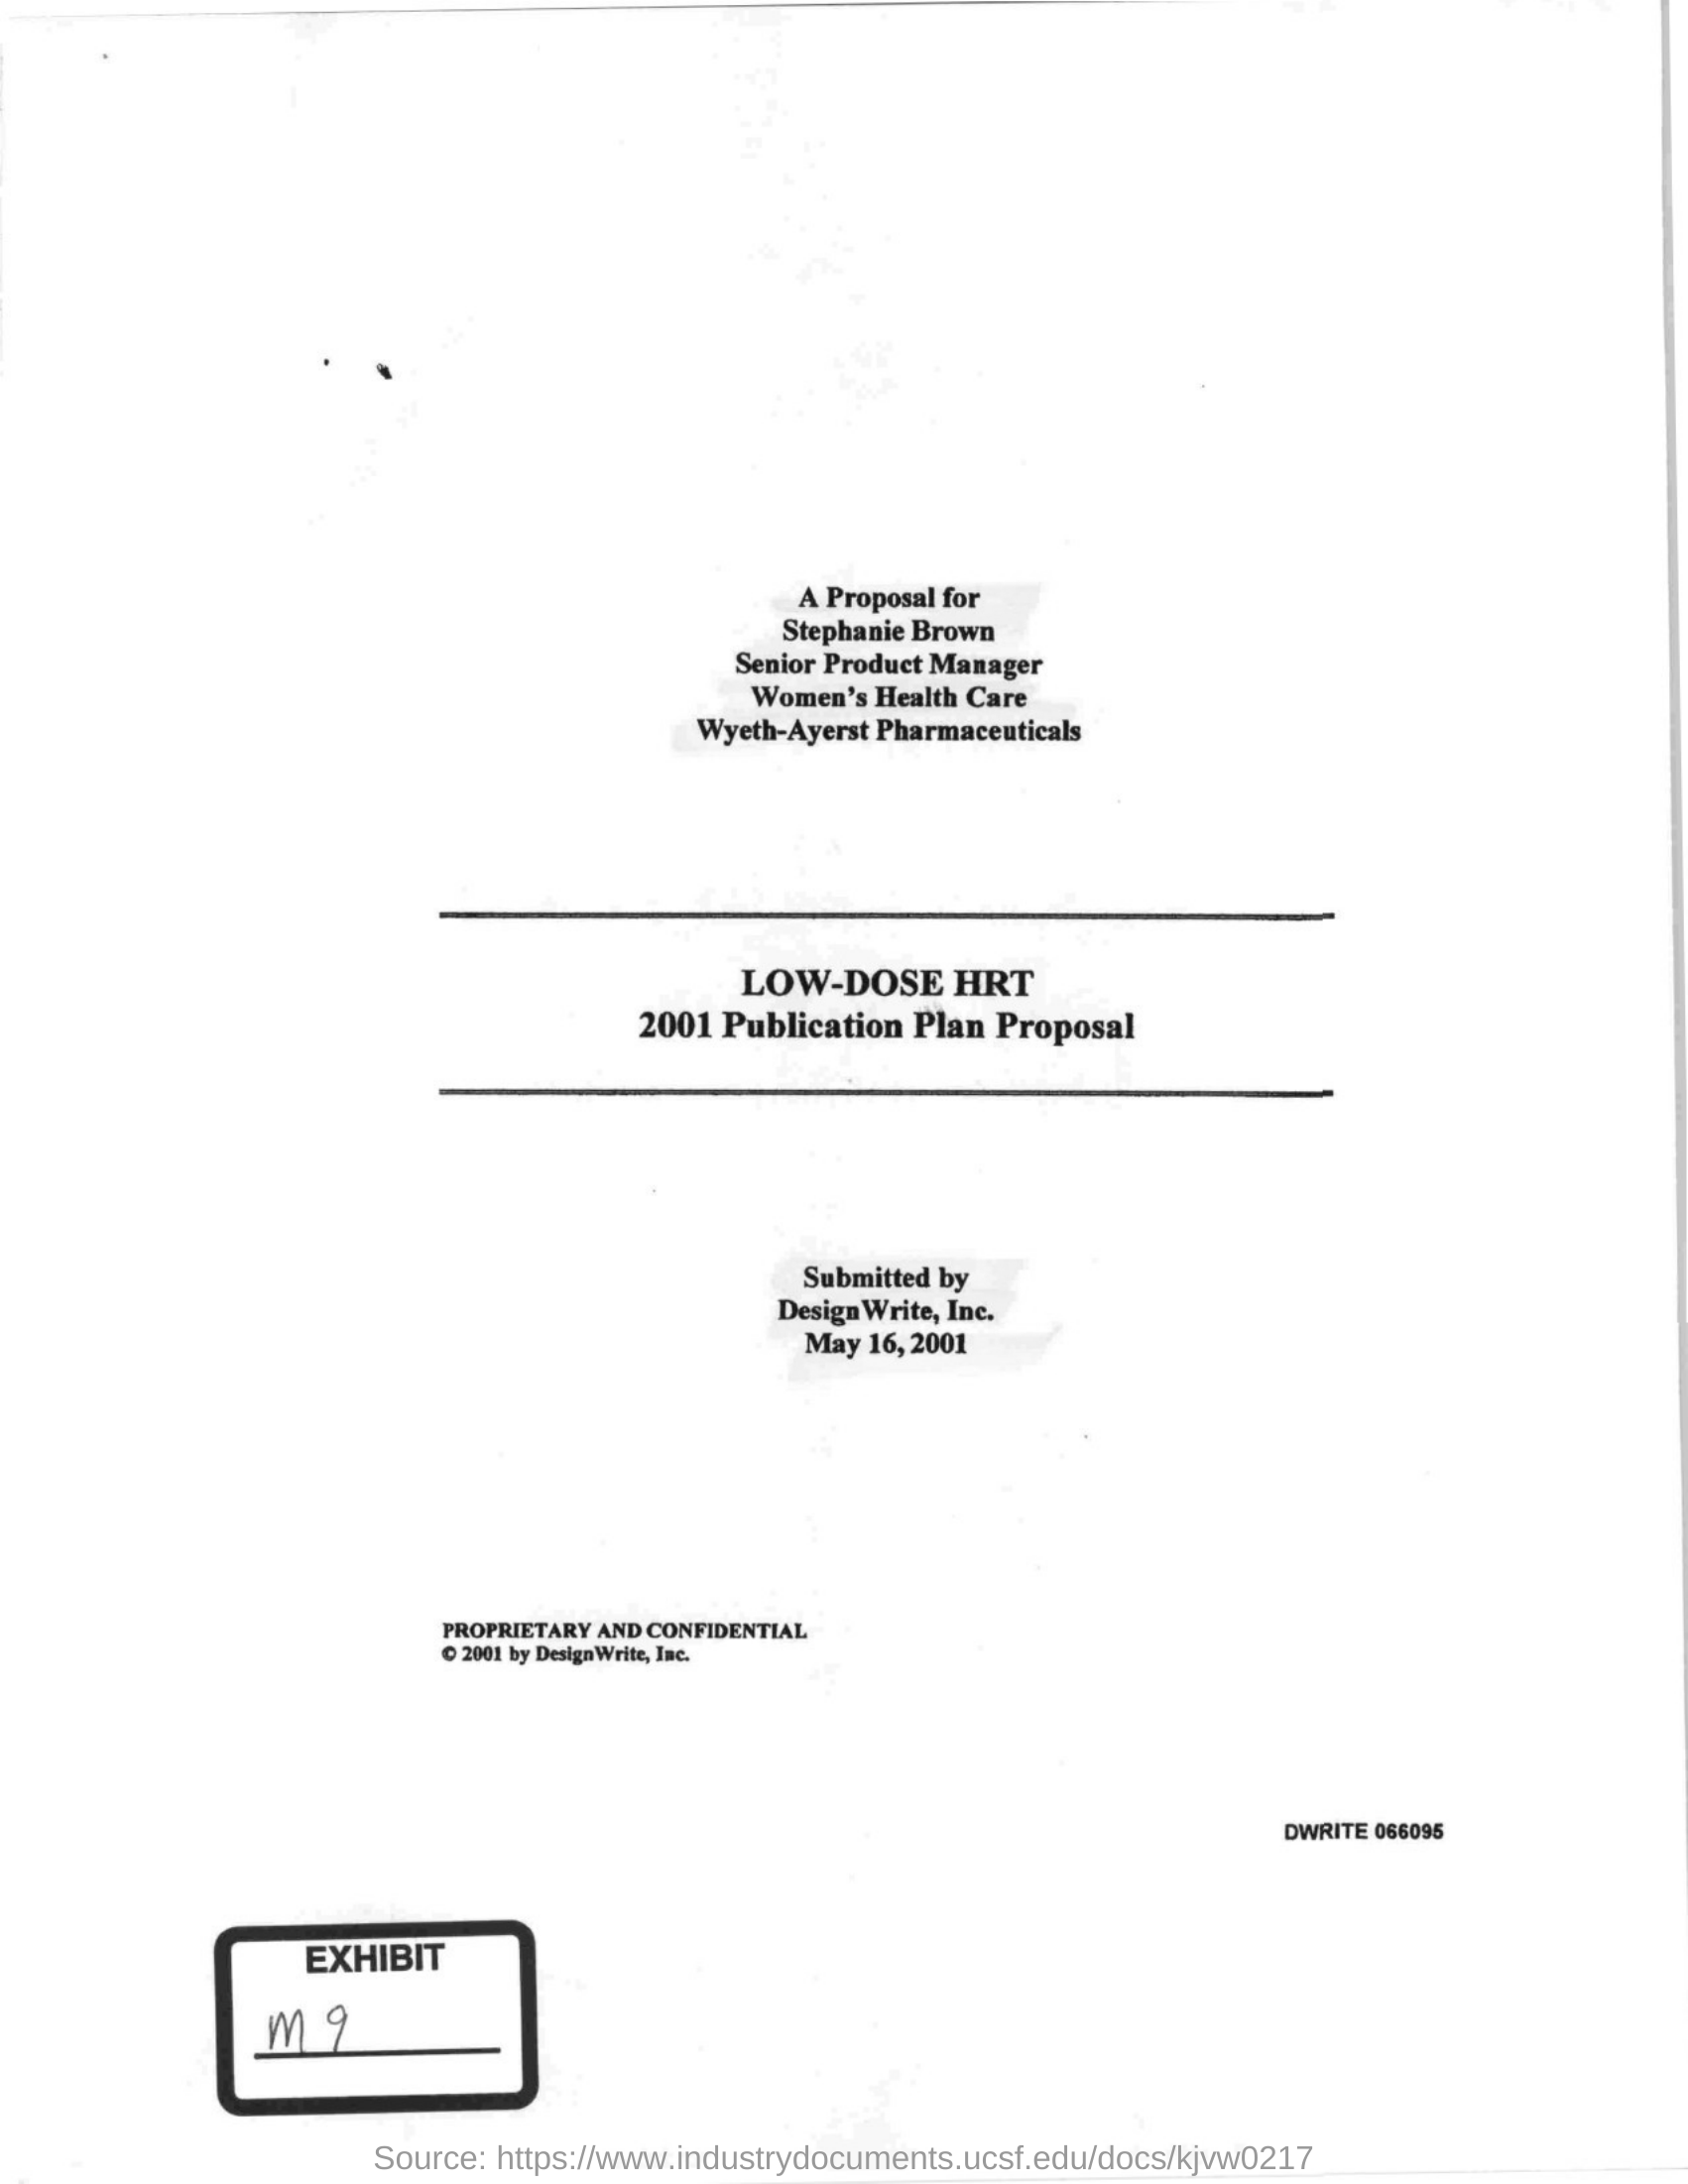 A Proposal for
Stephanie Brown
Senior Product Manager
Women's Health Care
Wyeth-Ayerst Pharmaceuticals
LOW-DOSE HRT
2001 Publication Plan Proposal
Submitted by
DesignWrite, Inc.
May 16, 2001
PROPRIETARY AND CONFIDENTIAL
© 2001 by DesignWrite, Inc.
DWRITE 066095
EXHIBIT
M9
Source: https://www.industrydocuments.ucsf.edu/docs/kjvw0217